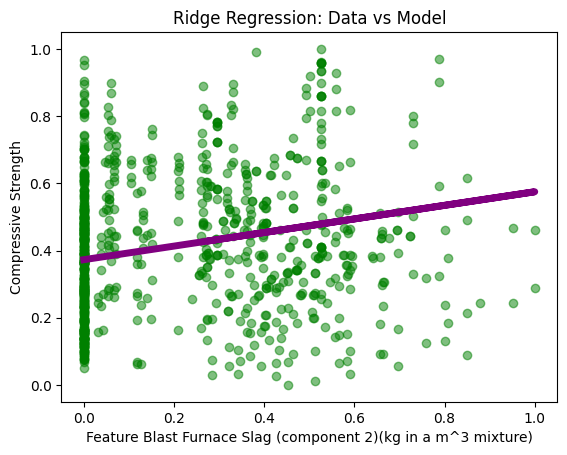 Ridge Regression: Data vs Model
Compressive Strength
1.0
0.8
0.6
0.4
0.2
0.0
0.0 0.2 0.4 0.6 0.8 1.0
Feature Blast Furnace Slag (component 2)(kg in a m^3 mixture)